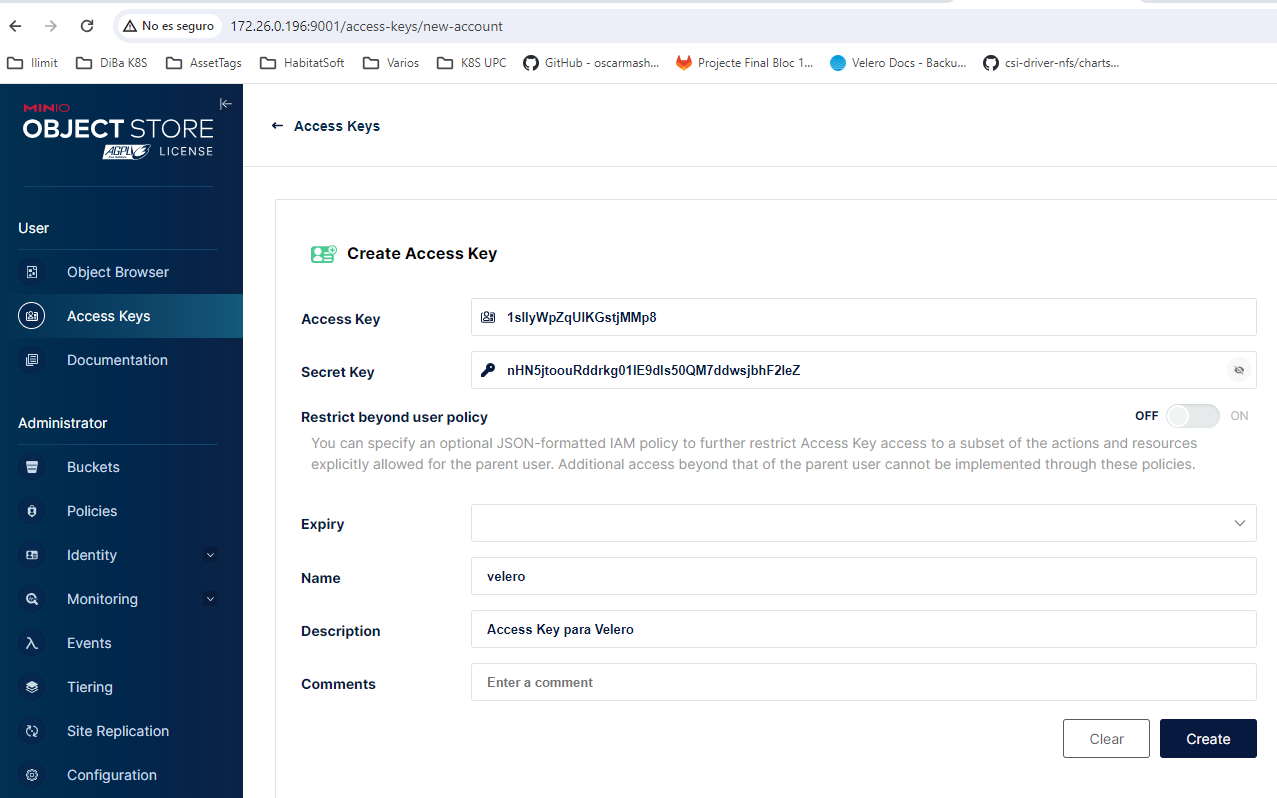 No es seguro 172.26.0.196:9001/access-keys/new-account
Ilimit DiBa K8S AssetTags HabitatSoft Varios K8S UPC GitHub - oscarmash... Projecte Final Bloc 1... Velero Docs - Backu... csi-driver-nfs/charts...
MINIO
OBJECT STORE
AGPLv3 LICENSE
User
Object Browser
Access Keys
Documentation
Administrator
Buckets
Policies
Identity
Monitoring
Events
Tiering
Site Replication
Configuration
Access Keys
Create Access Key
Access Key 1sIlyWpZqUlKGstjMMp8
Secret Key nHN5jtoouRddrkg01lE9dls50QM7ddwsjbhF2leZ
Restrict beyond user policy OFF ON
You can specify an optional JSON-formatted IAM policy to further restrict Access Key access to a subset of the actions and resources
explicitly allowed for the parent user. Additional access beyond that of the parent user cannot be implemented through these policies.
Expiry
Name velero
Description Access Key para Velero
Comments Enter a comment
Clear Create